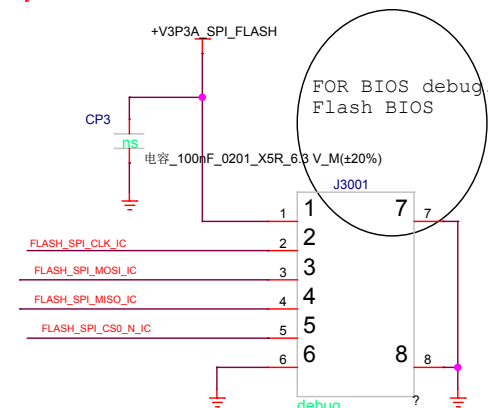 +V3P3A_SPI_FLASH
FOR BIOS debug.
Flash BIOS
CP3
ns
电容_100nF_0201_X5R_6.3 V_M(±20%)
J3001
1 1 7 7
FLASH_SPI_CLK_IC 2 2
FLASH_SPI_MOSI_IC 3 3
FLASH_SPI_MISO_IC 4 4
FLASH_SPI_CS0_N_IC 5 5
6 6 8 8
debug ?